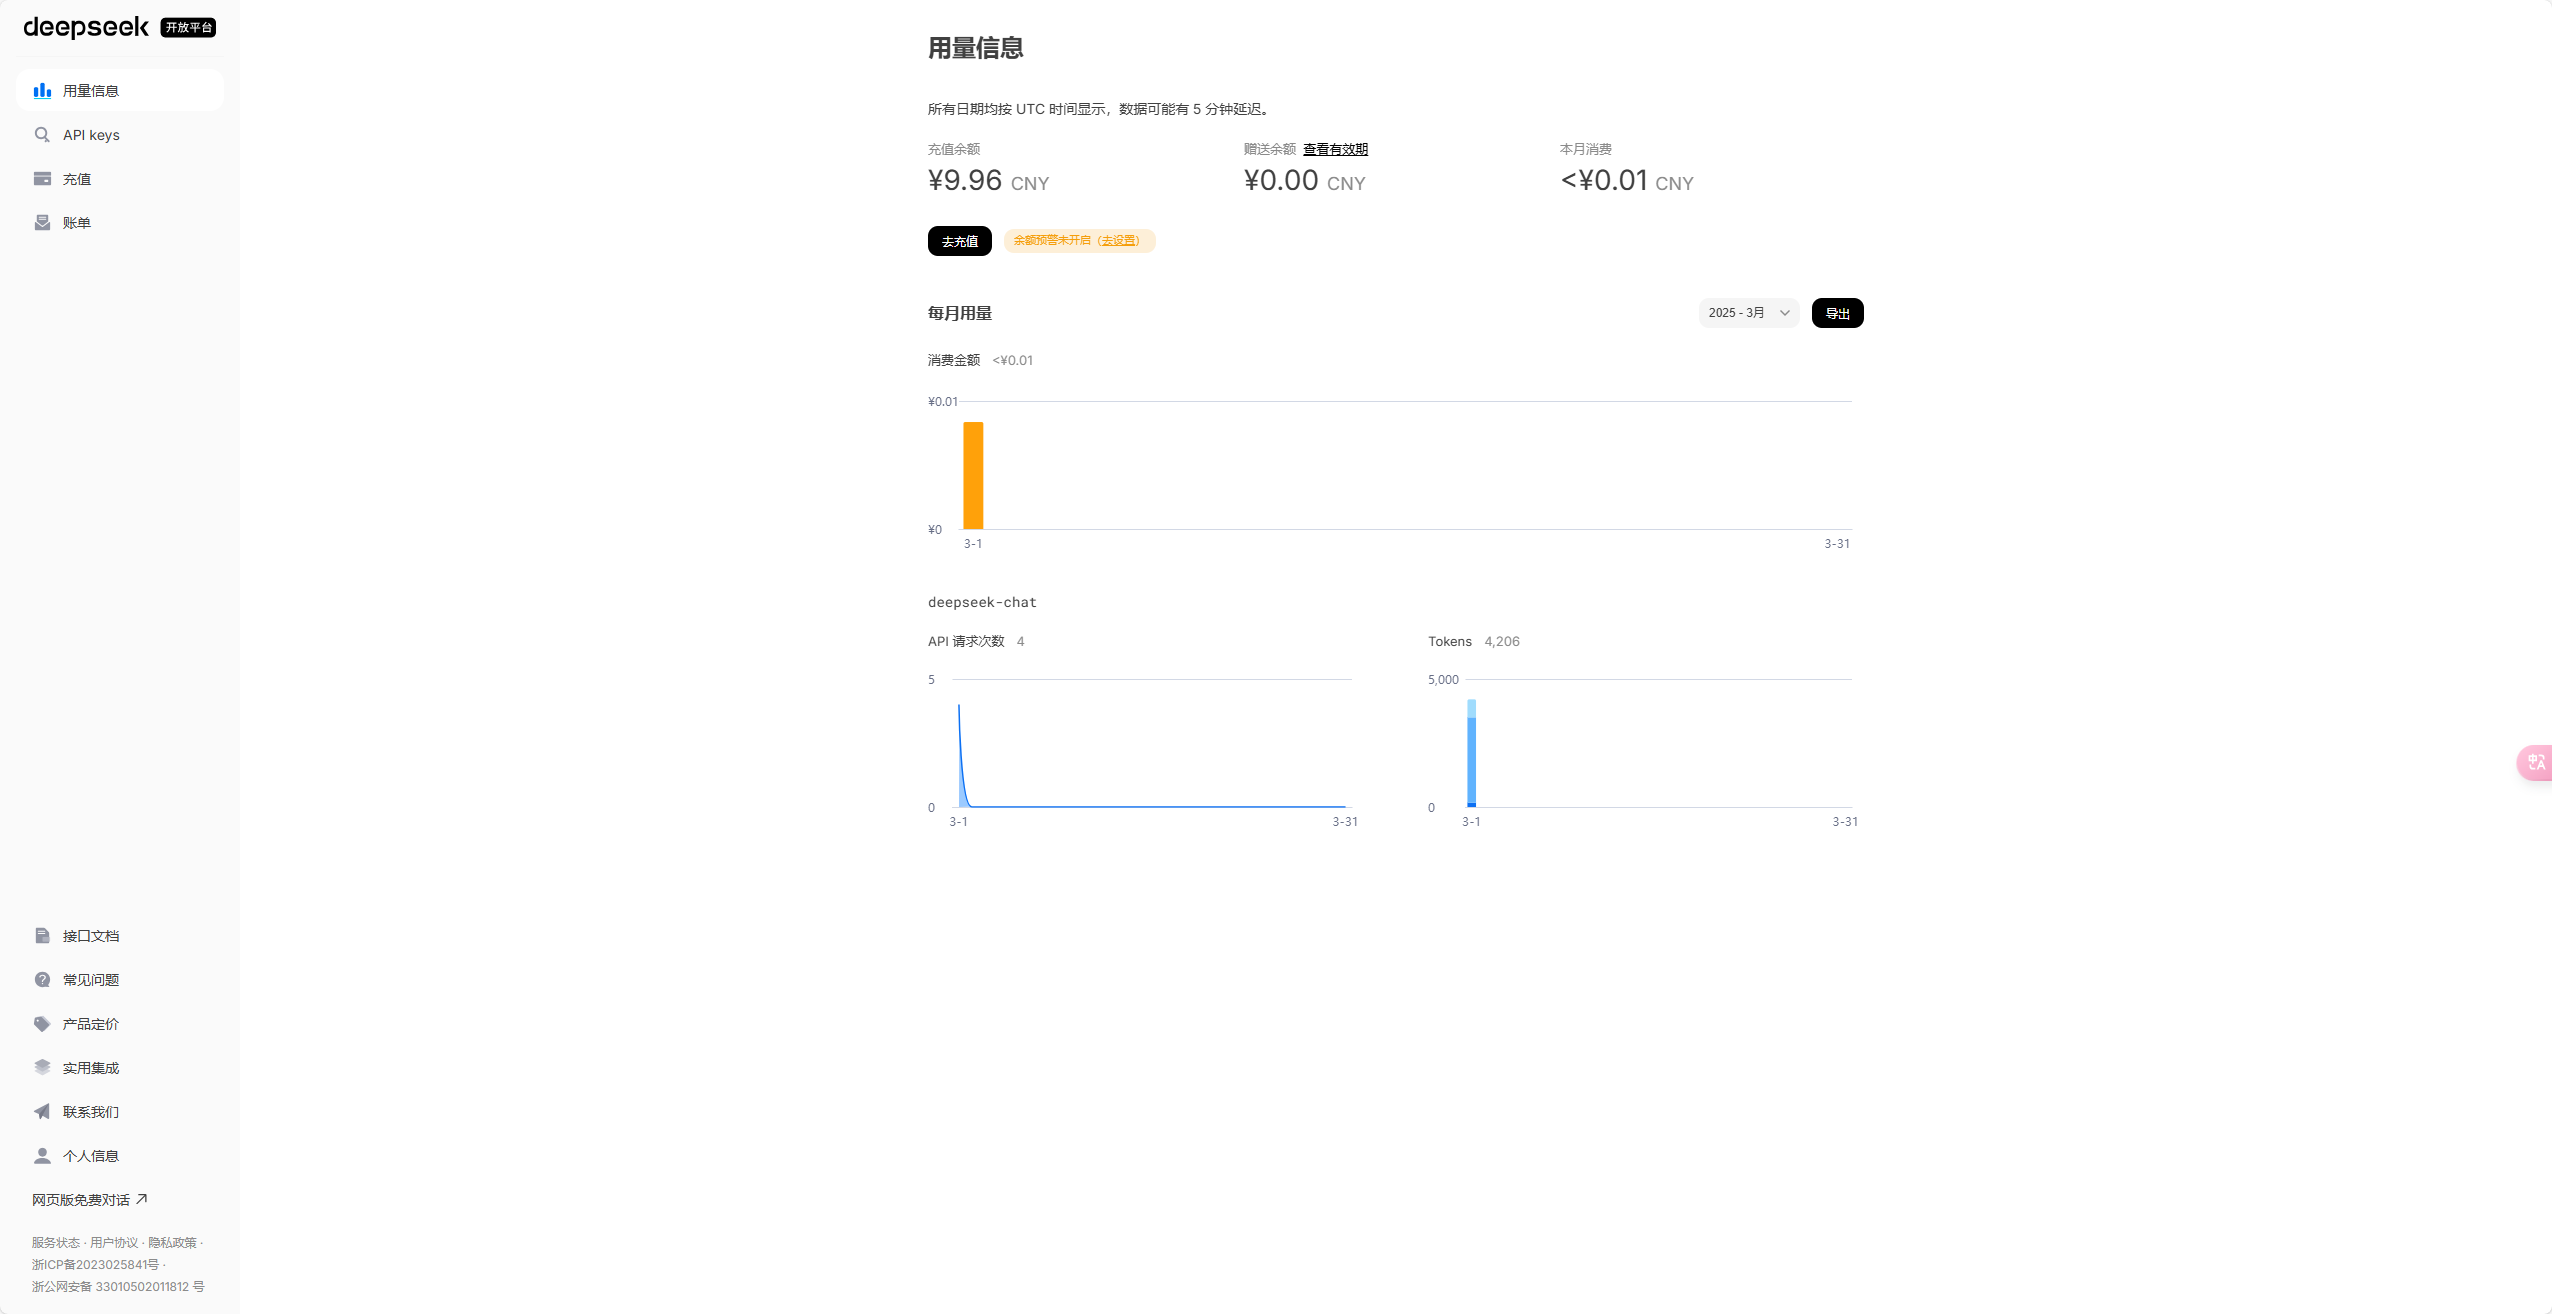 deepseek 开放平台
用量信息
API keys
充值
账单
接口文档
常见问题
产品定价
实用集成
联系我们
个人信息
网页版免费对话
服务状态 · 用户协议 · 隐私政策 ·
浙ICP备2023025841号 ·
浙公网安备 33010502011812 号
用量信息
所有日期均按 UTC 时间显示，数据可能有 5 分钟延迟。
充值余额
¥9.96 CNY
赠送余额 查看有效期
¥0.00 CNY
本月消费
<¥0.01 CNY
去充值
余额预警未开启（去设置）
每月用量
2025 - 3月
导出
消费金额 <¥0.01
¥0.01
¥0
3-1
3-31
deepseek-chat
API 请求次数 4
5
0
3-1
3-31
Tokens 4,206
5,000
0
3-1
3-31
中A